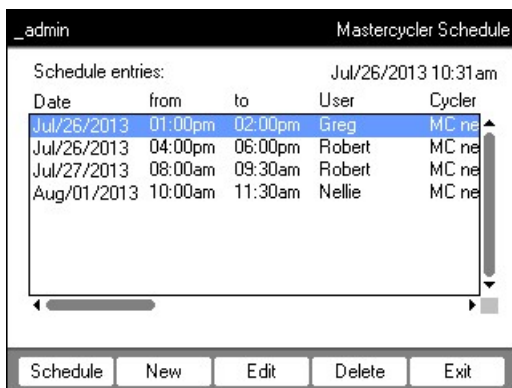 _admin Mastercycler Schedule
Schedule entries: Jul/26/2013 10:31am
Date from to User Cycler
Jul/26/2013 01:00pm 02:00pm Greg MC ne
Jul/26/2013 04:00pm 06:00pm Robert MC ne
Jul/27/2013 08:00am 09:30am Robert MC ne
Aug/01/2013 10:00am 11:30am Nellie MC ne
Schedule New Edit Delete Exit